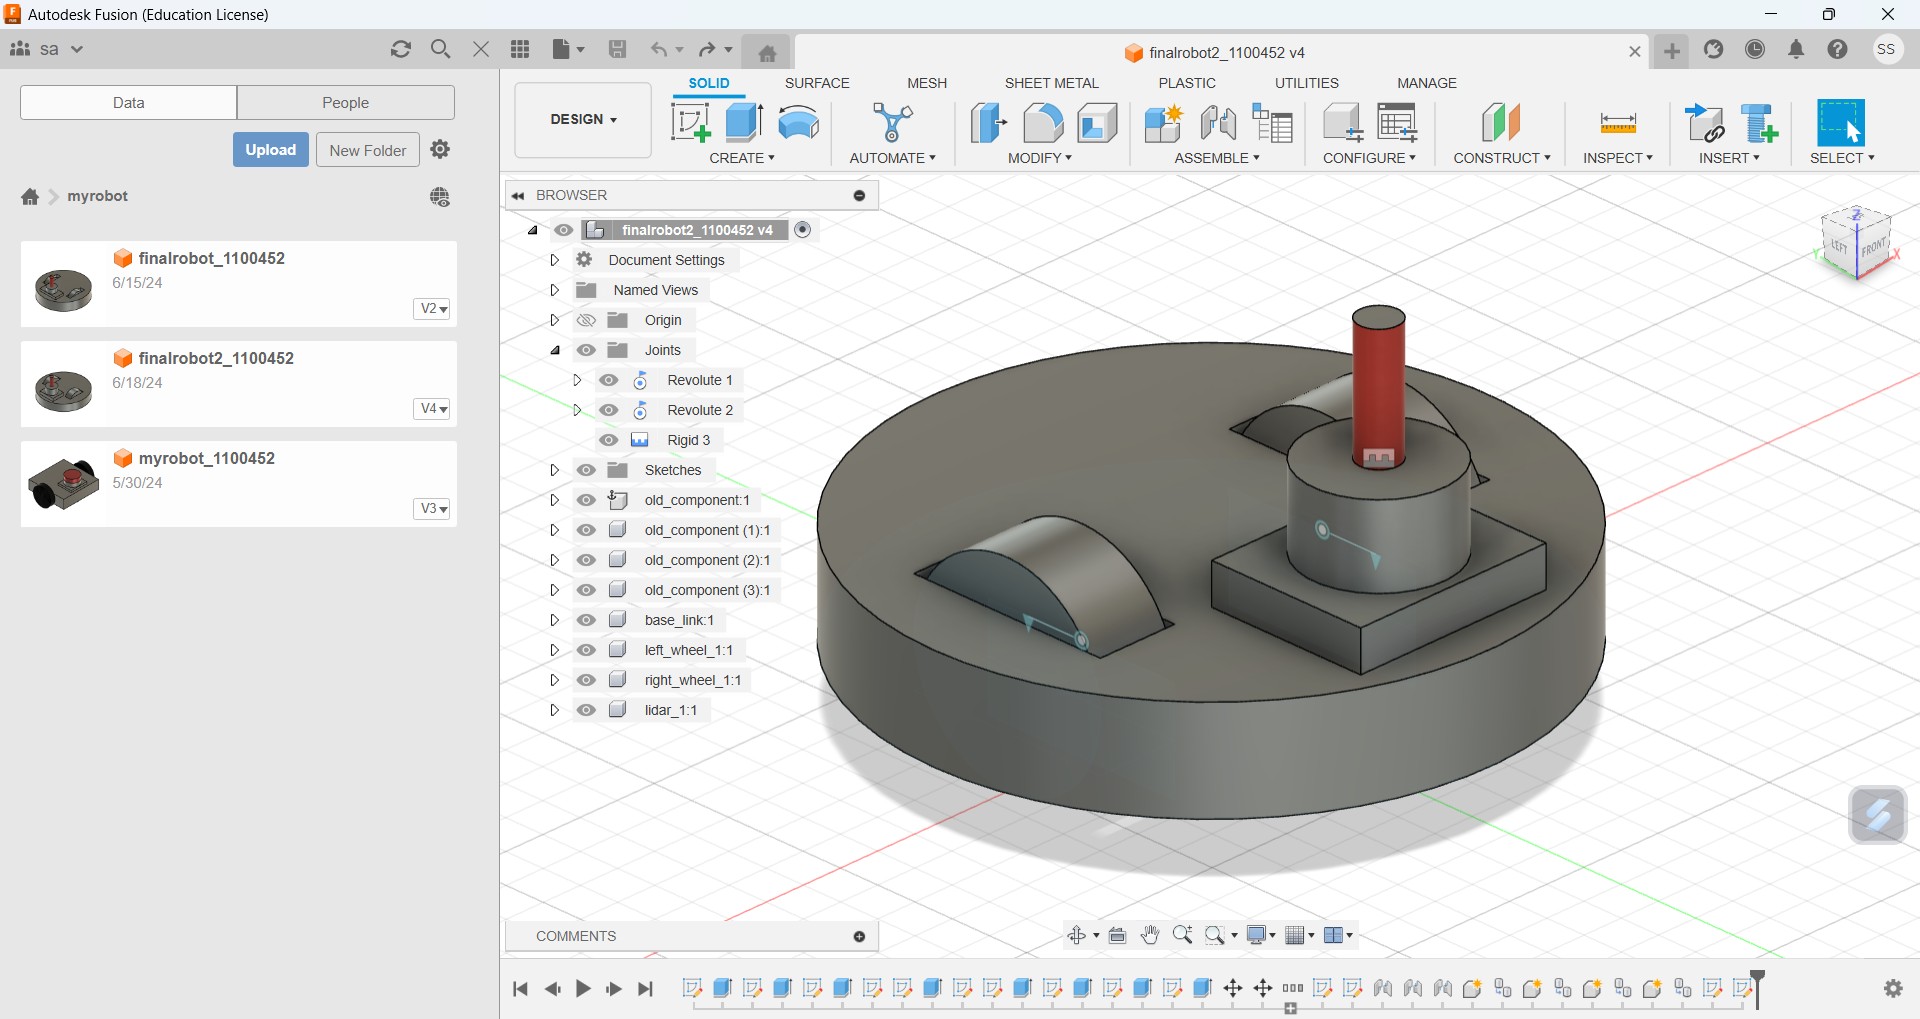 Autodesk Fusion (Education License)
sa
finalrobot2_1100452 v4
SS
Data
People
Upload
New Folder
myrobot
finalrobot_1100452
6/15/24
V2
finalrobot2_1100452
6/18/24
V4
myrobot_1100452
5/30/24
V3
DESIGN
SOLID
SURFACE
MESH
SHEET METAL
PLASTIC
UTILITIES
MANAGE
CREATE
AUTOMATE
MODIFY
ASSEMBLE
CONFIGURE
CONSTRUCT
INSPECT
INSERT
SELECT
BROWSER
finalrobot2_1100452 v4
Document Settings
Named Views
Origin
Joints
Revolute 1
Revolute 2
Rigid 3
Sketches
old_component:1
old_component (1):1
old_component (2):1
old_component (3):1
base_link:1
left_wheel_1:1
right_wheel_1:1
lidar_1:1
Z
LEFT
FRONT
Y
X
COMMENTS